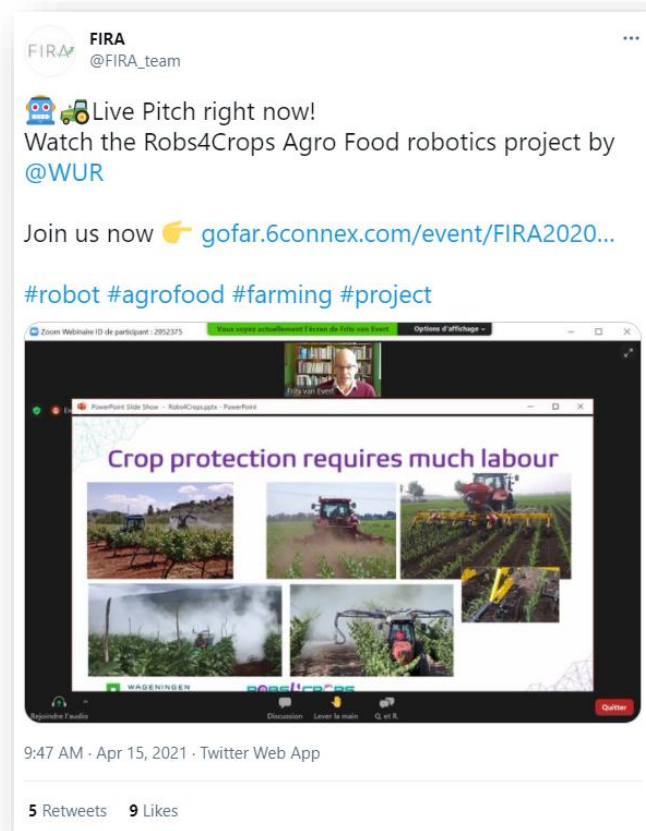 FIRA
FIRA
@FIRA_team
Live Pitch right now!
Watch the Robs4Crops Agro Food robotics project by
@WUR
Join us now 👉 gofar.6connex.com/event/FIRA2020...
#robot #agrofood #farming #project
Zoom Webinaire ID de participant : 2052375
Vous voyez actuellement l'écran de Frits van Evert
Options d'affichage
Frits van Evert
PowerPoint Slide Show - Robs4Crops.pptx - PowerPoint
Crop protection requires much labour
WAGENINGEN
ROBS4CROPS
Rejoindre l'audio
Discussion
Lever la main
Q. et R.
Quitter
9:47 AM · Apr 15, 2021 · Twitter Web App
5 Retweets 9 Likes